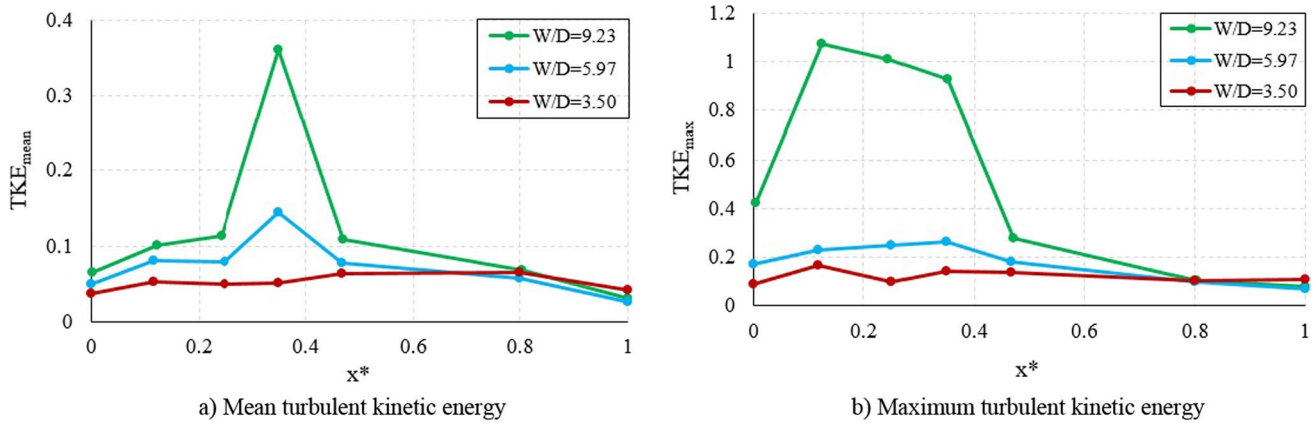 0.4
0.3
0.2
0.1
0
TKEmean
W/D=9.23
W/D=5.97
W/D=3.50
0 0.2 0.4 0.6 0.8 1
x*
a) Mean turbulent kinetic energy
1.2
1
0.8
0.6
0.4
0.2
0
TKEmax
W/D=9.23
W/D=5.97
W/D=3.50
0 0.2 0.4 0.6 0.8 1
x*
b) Maximum turbulent kinetic energy